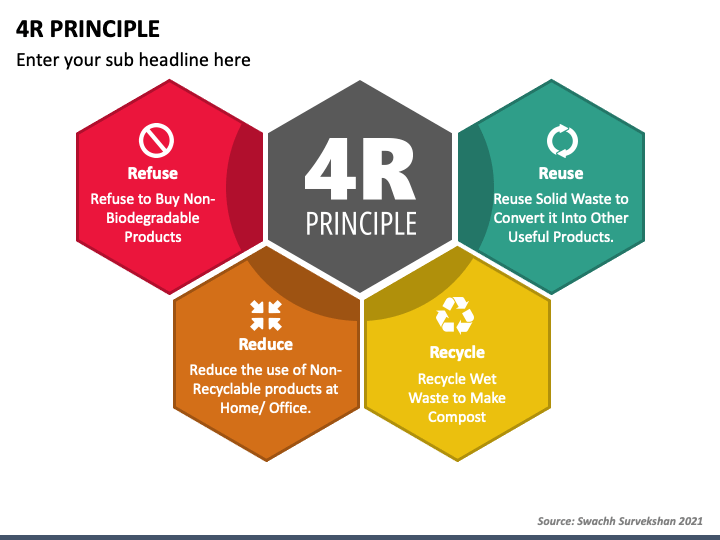 4R PRINCIPLE
Enter your sub headline here
Refuse
Refuse to Buy Non-
Biodegradable
Products
4R
PRINCIPLE
Reuse
Reuse Solid Waste to
Convert it Into Other
Useful Products.
Reduce
Reduce the use of Non-
Recyclable products at
Home/ Office.
Recycle
Recycle Wet
Waste to Make
Compost
Source: Swachh Survekshan 2021